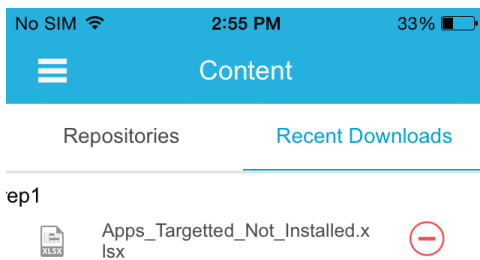 No SIM 2:55 PM 33%
Content
Repositories Recent Downloads
ep1
Apps_Targetted_Not_Installed.x
lsx
XLSX